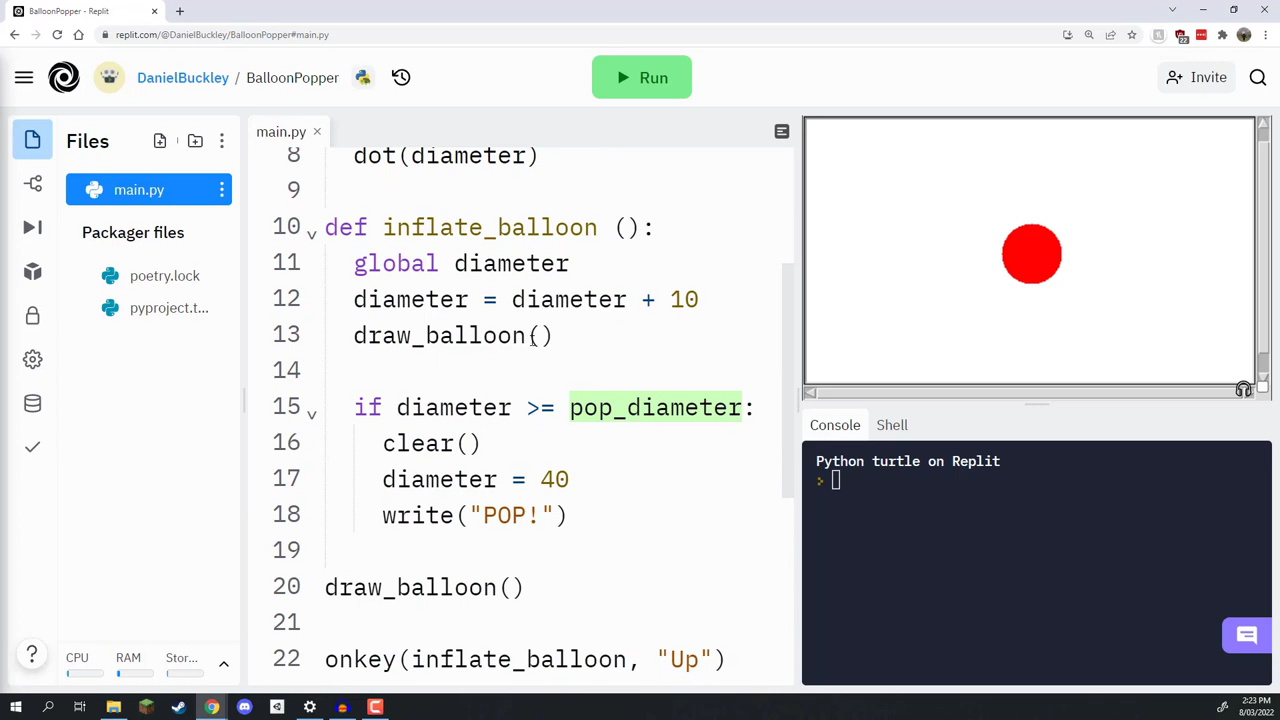 BalloonPopper - Replit
replit.com/@DanielBuckley/BalloonPopper#main.py
22
DanielBuckley / BalloonPopper
Run
Invite
Files
main.py
Packager files
poetry.lock
pyproject.t...
CPU RAM Stor...
main.py
8 dot(diameter)
9
10 def inflate_balloon ():
11 global diameter
12 diameter = diameter + 10
13 draw_balloon()
14
15 if diameter >= pop_diameter:
16 clear()
17 diameter = 40
18 write("POP!")
19
20 draw_balloon()
21
22 onkey(inflate_balloon, "Up")
Console Shell
Python turtle on Replit
2:23 PM
8/03/2022